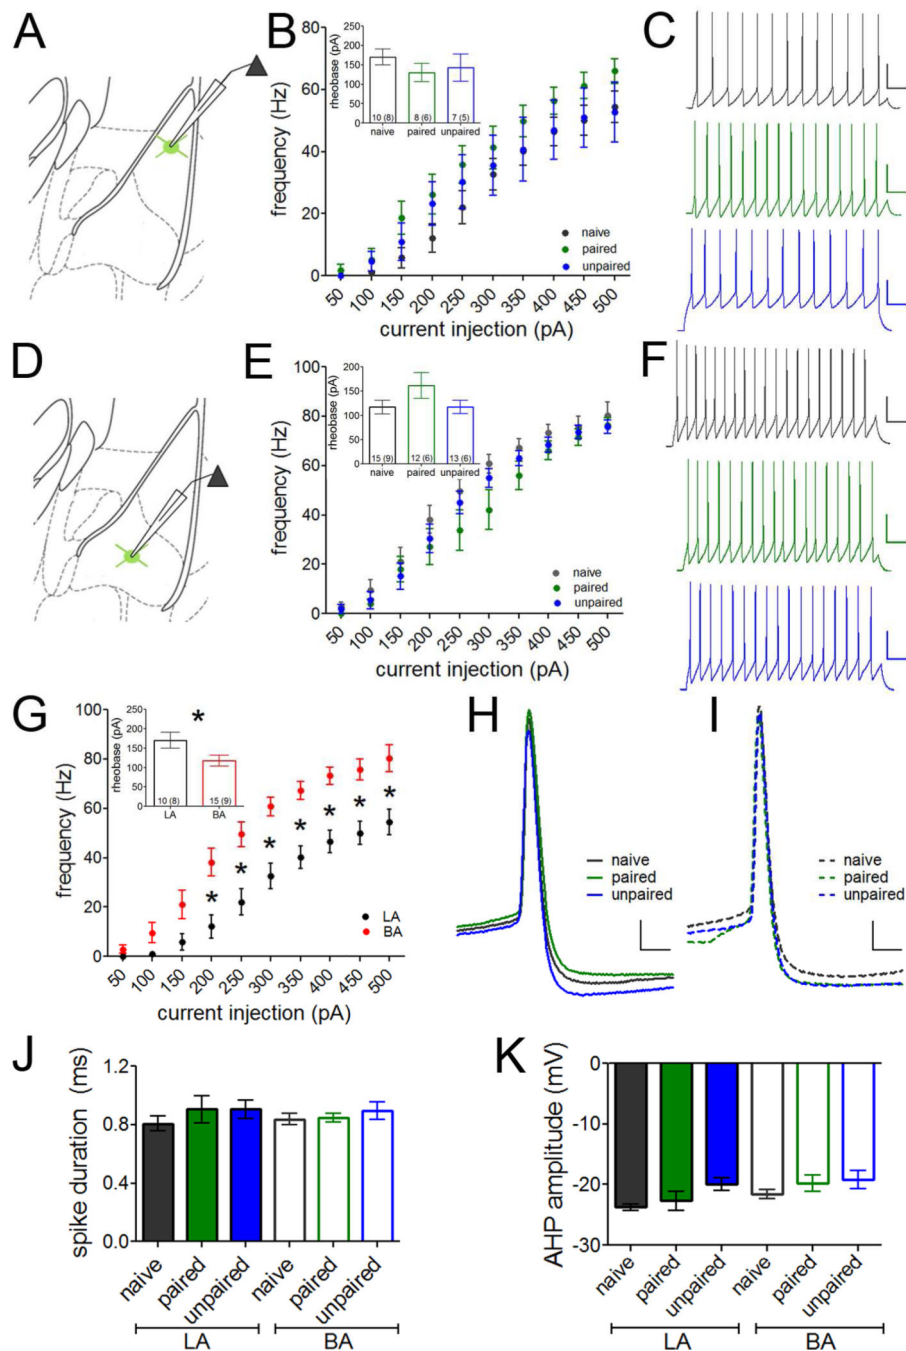 A
B
C
frequency (Hz)
80
60
40
20
0
rheobase (pA)
250
200
150
100
50
0
10 (8)
8 (6)
7 (5)
naive
paired
unpaired
naive
paired
unpaired
50
100
150
200
250
300
350
400
450
500
current injection (pA)
D
E
F
frequency (Hz)
100
80
60
40
20
0
rheobase (pA)
200
150
100
50
0
15 (9)
12 (6)
13 (6)
naive
paired
unpaired
naive
paired
unpaired
50
100
150
200
250
300
350
400
450
500
current injection (pA)
G
H
I
frequency (Hz)
100
80
60
40
20
0
rheobase (pA)
250
200
150
100
50
0
*
10 (8)
15 (9)
LA
BA
* * * * * * *
LA
BA
50
100
150
200
250
300
350
400
450
500
current injection (pA)
naive
paired
unpaired
naive
paired
unpaired
J
K
spike duration (ms)
1.2
0.8
0.4
0.0
naive
paired
unpaired
naive
paired
unpaired
LA
BA
AHP amplitude (mV)
0
-10
-20
-30
naive
paired
unpaired
naive
paired
unpaired
LA
BA